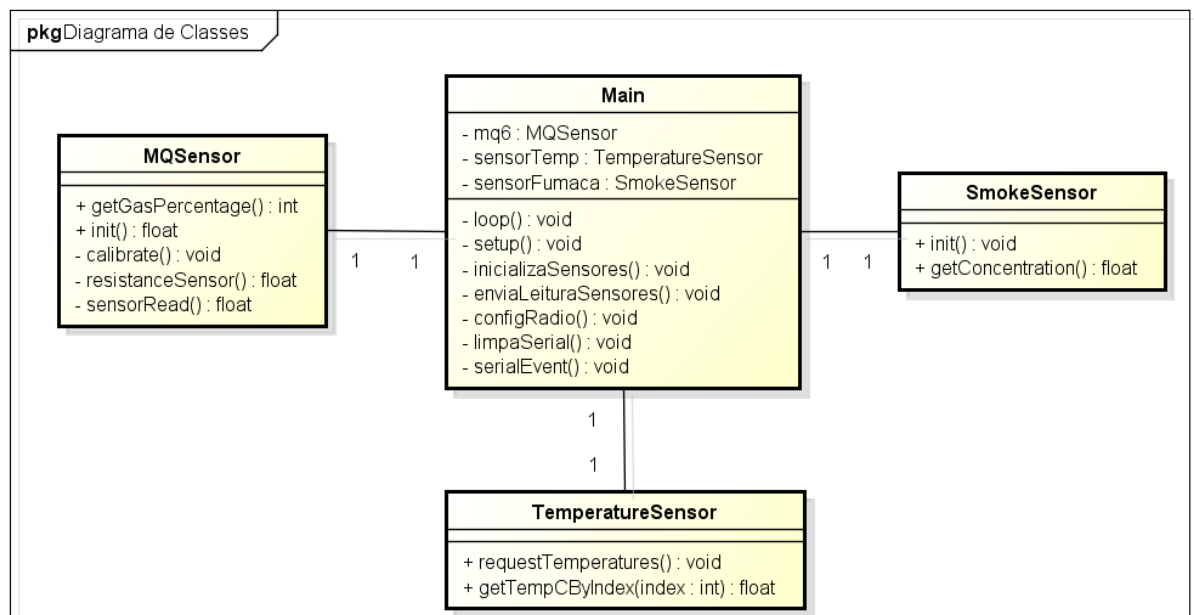 pkg Diagrama de Classes
Main
- mq6 : MQSensor
- sensorTemp : TemperatureSensor
- sensorFumaca : SmokeSensor
- loop() : void
- setup() : void
- inicializaSensores() : void
- enviaLeituraSensores() : void
- configRadio() : void
- limpaSerial() : void
- serialEvent() : void
MQSensor
+ getGasPercentage() : int
+ init() : float
- calibrate() : void
- resistanceSensor() : float
- sensorRead() : float
1 1
SmokeSensor
+ init() : void
+ getConcentration() : float
1 1
1
1
TemperatureSensor
+ requestTemperatures() : void
+ getTempCByIndex(index : int) : float